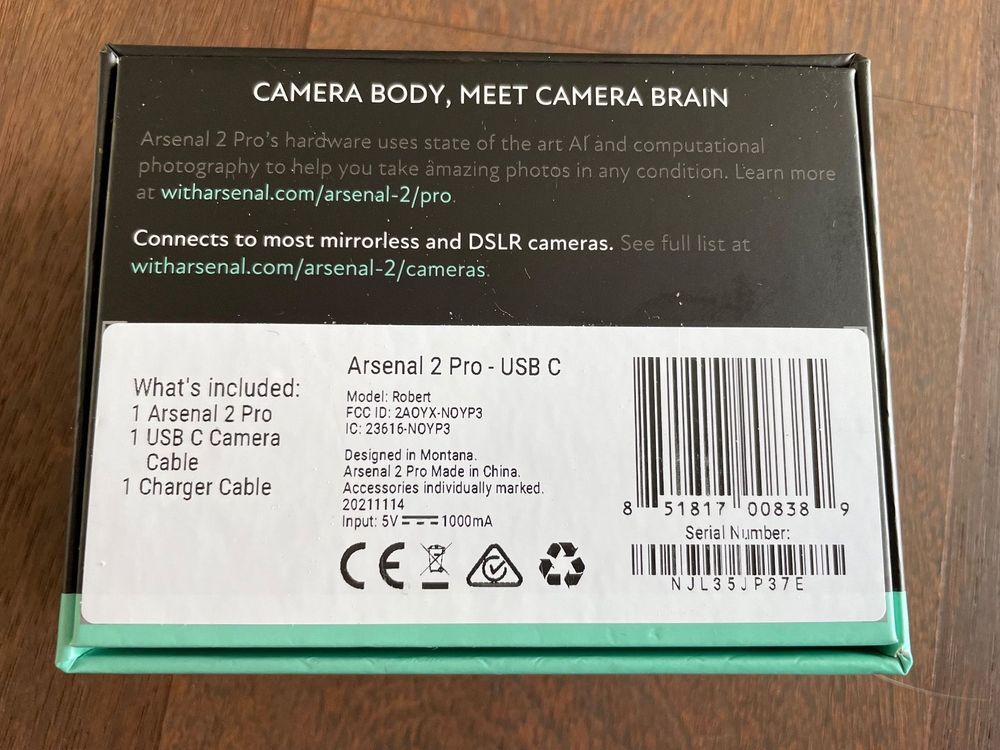 CAMERA BODY, MEET CAMERA BRAIN
Arsenal 2 Pro's hardware uses state of the art AI and computational
photography to help you take amazing photos in any condition. Learn more
at witharsenal.com/arsenal-2/pro.
Connects to most mirrorless and DSLR cameras. See full list at
witharsenal.com/arsenal-2/cameras.
What's included:
1 Arsenal 2 Pro
1 USB C Camera
Cable
1 Charger Cable
Arsenal 2 Pro - USB C
Model: Robert
FCC ID: 2AOYX-NOYP3
IC: 23616-NOYP3
Designed in Montana.
Arsenal 2 Pro Made in China.
Accessories individually marked.
20211114
Input: 5V ⎓ 1000mA
CE
8 51817 00838 9
Serial Number:
NJL35JP37E